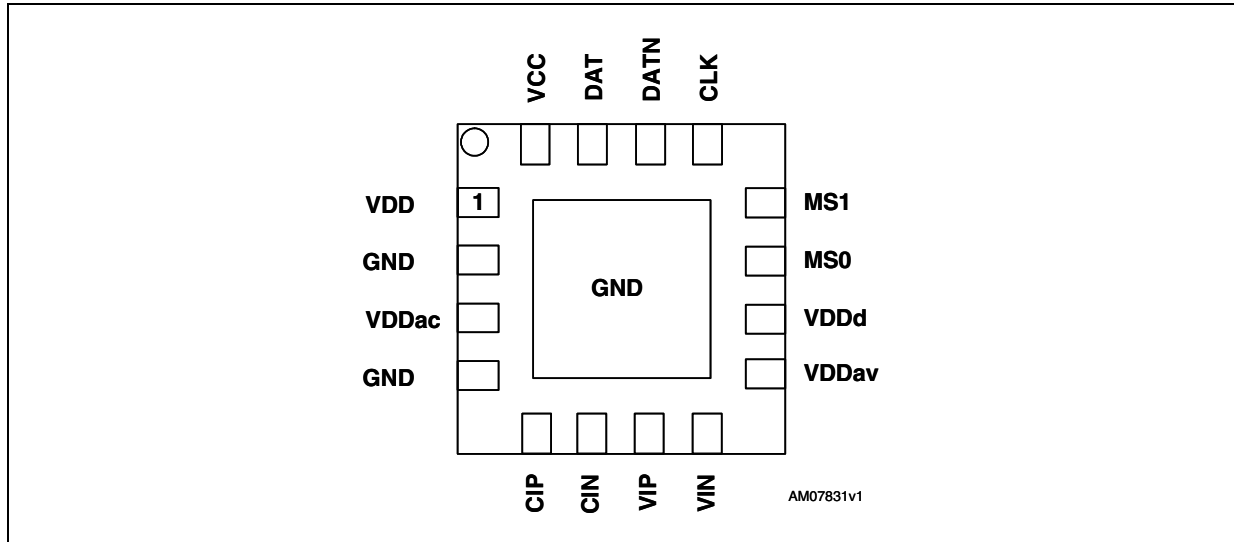 VCC
DAT
DATN
CLK
VDD
1
MS1
GND
MS0
GND
VDDac
VDDd
GND
VDDav
CIP
CIN
VIP
VIN
AM07831v1